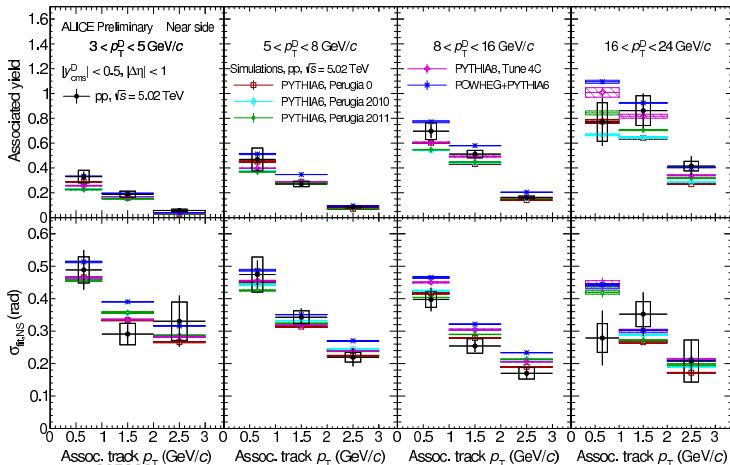 ALICE Preliminary Near side
3 < p_T^D < 5 GeV/c
|y_cms^D| < 0.5, |Δη| < 1
pp, √s = 5.02 TeV
5 < p_T^D < 8 GeV/c
Simulations, pp, √s = 5.02 TeV
PYTHIA6, Perugia 0
PYTHIA6, Perugia 2010
PYTHIA6, Perugia 2011
8 < p_T^D < 16 GeV/c
PYTHIA8, Tune 4C
POWHEG+PYTHIA6
16 < p_T^D < 24 GeV/c
Associated yield
1.6
1.4
1.2
1
0.8
0.6
0.4
0.2
0
σ_fit,NS (rad)
0.6
0.5
0.4
0.3
0.2
0.1
0
0 0.5 1 1.5 2 2.5 3
0 0.5 1 1.5 2 2.5 3
0 0.5 1 1.5 2 2.5 3
0 0.5 1 1.5 2 2.5 3
Assoc. track p_T (GeV/c)
Assoc. track p_T (GeV/c)
Assoc. track p_T (GeV/c)
Assoc. track p_T (GeV/c)